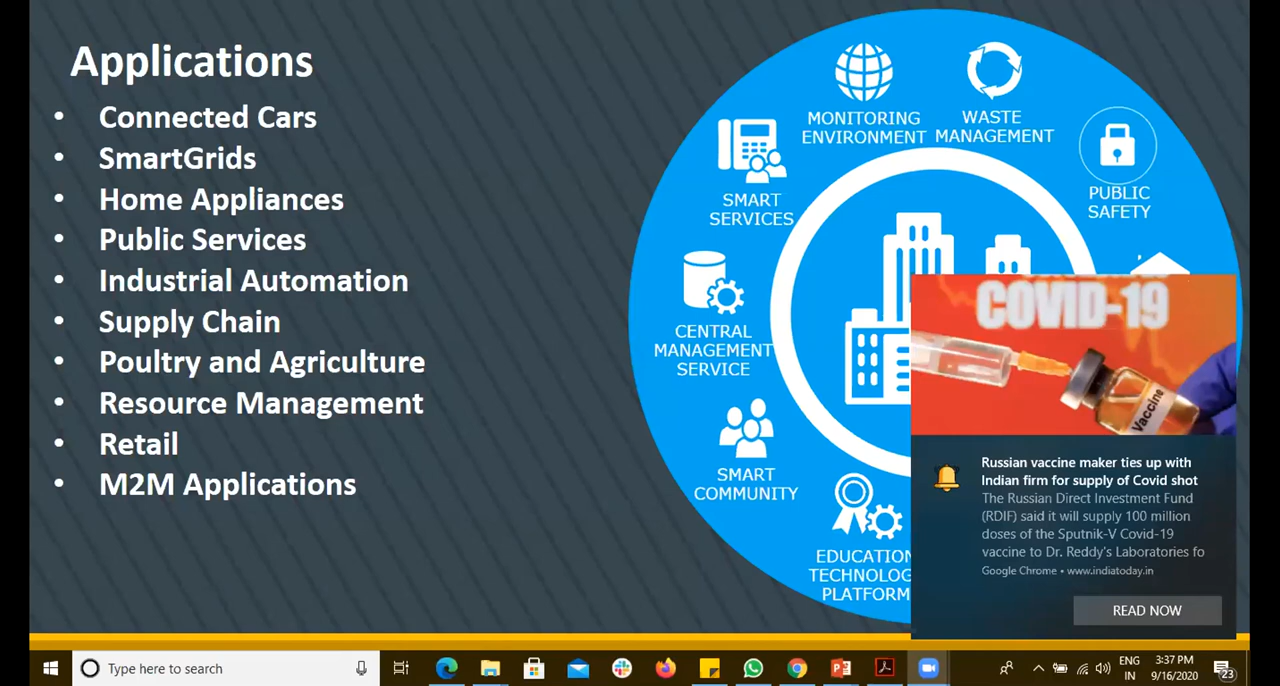 Applications
• Connected Cars
• SmartGrids
• Home Appliances
• Public Services
• Industrial Automation
• Supply Chain
• Poultry and Agriculture
• Resource Management
• Retail
• M2M Applications
MONITORING
ENVIRONMENT
WASTE
MANAGEMENT
PUBLIC
SAFETY
SMART
SERVICES
CENTRAL
MANAGEMENT
SERVICE
SMART
COMMUNITY
EDUCATION
TECHNOLOG
PLATFORM
COVID-19
Vaccine
Russian vaccine maker ties up with
Indian firm for supply of Covid shot
The Russian Direct Investment Fund
(RDIF) said it will supply 100 million
doses of the Sputnik-V Covid-19
vaccine to Dr. Reddy's Laboratories fo
Google Chrome • www.indiatoday.in
READ NOW
Type here to search
ENG
IN
3:37 PM
9/16/2020
23